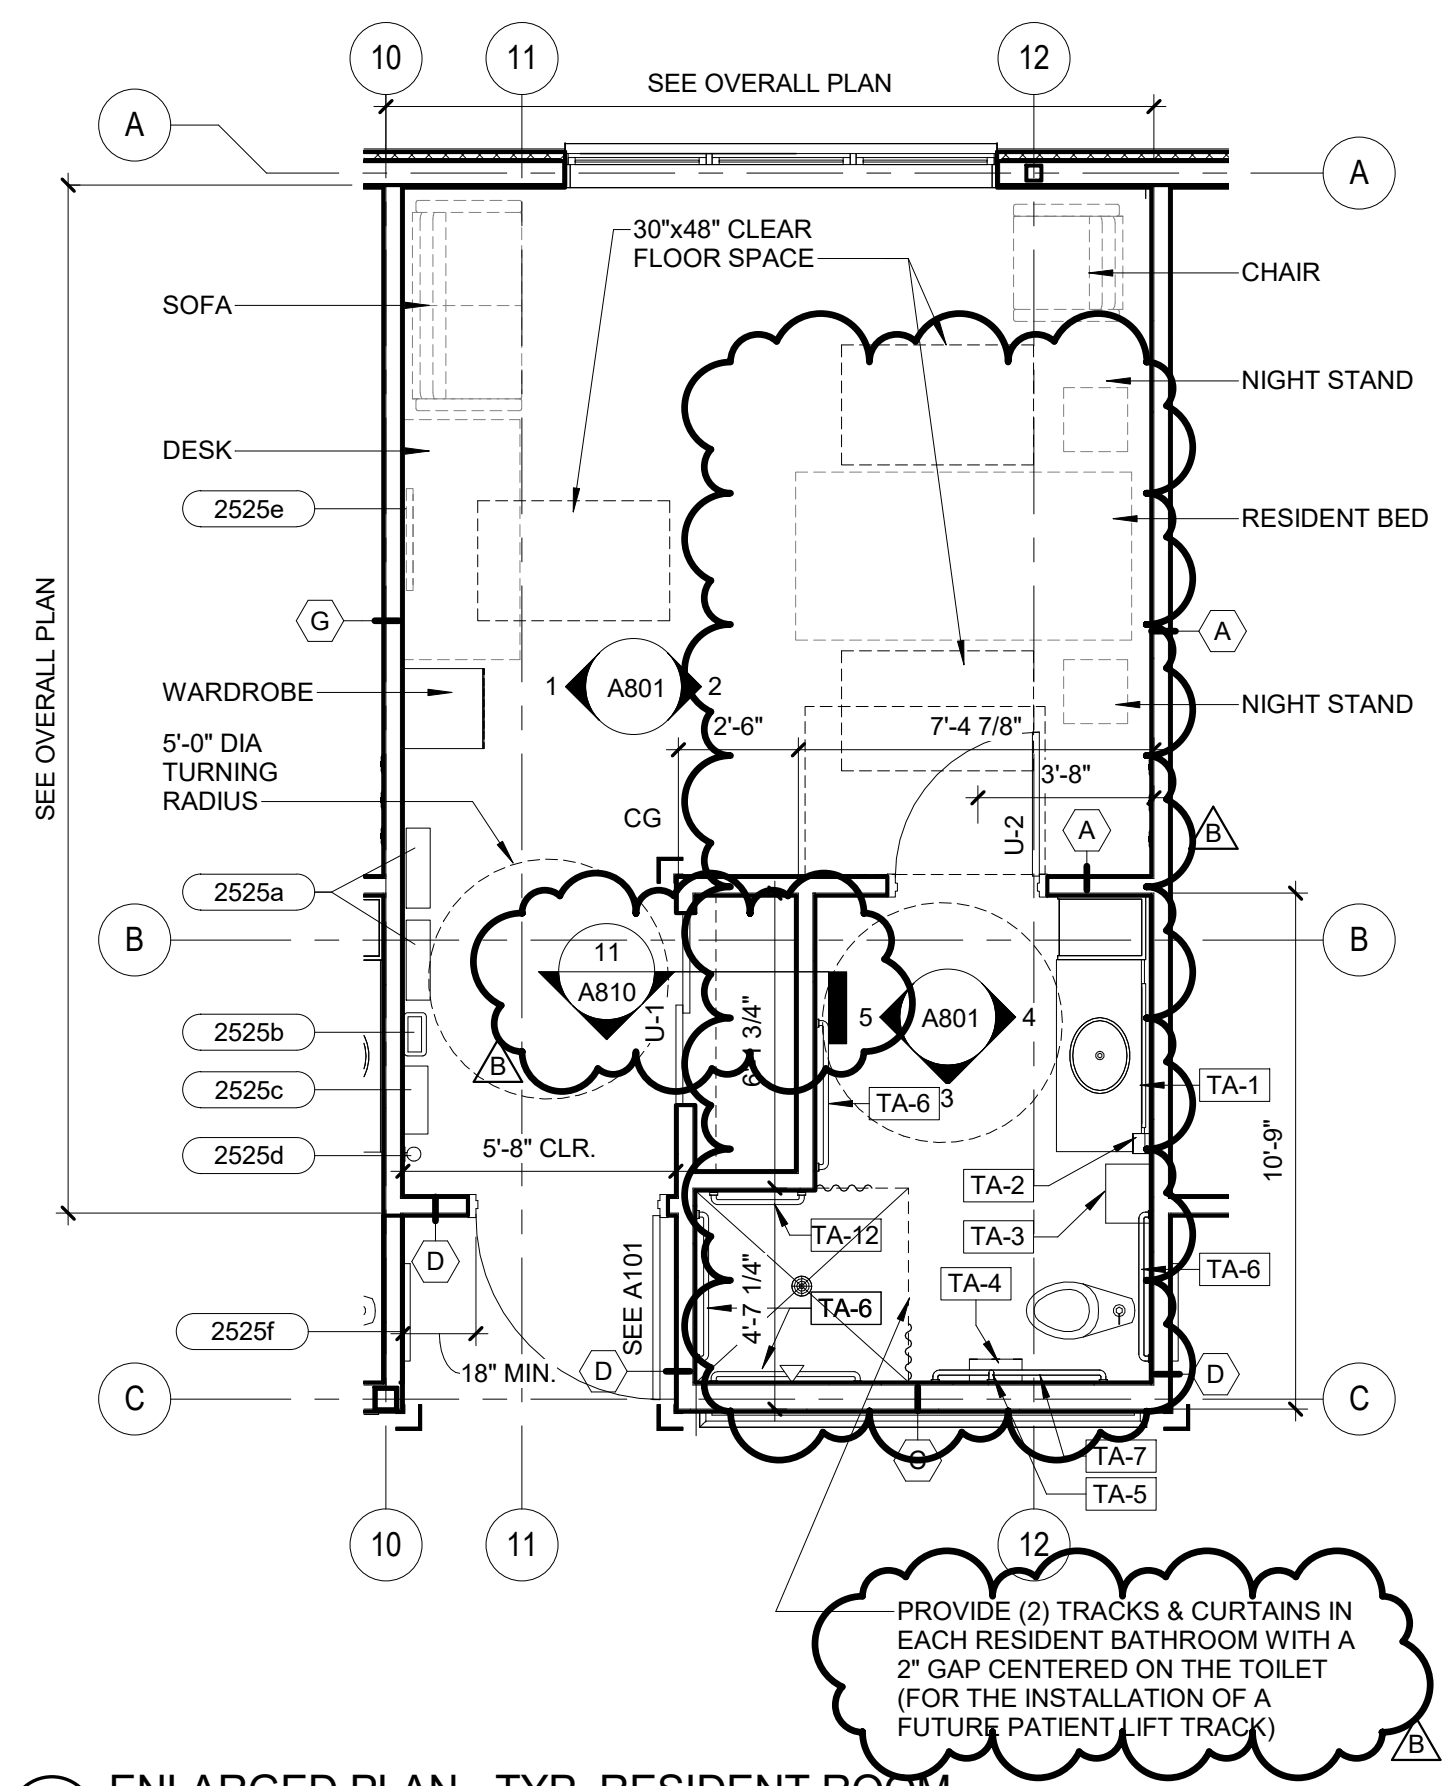 10
11
12
SEE OVERALL PLAN
A
A
30"x48" CLEAR
FLOOR SPACE
CHAIR
SOFA
NIGHT STAND
DESK
2525e
RESIDENT BED
SEE OVERALL PLAN
G
A
1
A801
2
WARDROBE
NIGHT STAND
2'-6"
7'-4 7/8"
5'-0" DIA
TURNING
RADIUS
3'-8"
CG
U-2
A
B
2525a
B
B
11
A810
U-1
5
A801
4
3
2525b
B
2525c
TA-6
TA-1
5'-8" CLR.
10'-9"
2525d
TA-2
TA-12
TA-3
D
SEE A101
4'-7 1/4"
TA-4
TA-6
TA-6
2525f
18" MIN.
D
D
C
C
TA-7
C
TA-5
10
11
12
PROVIDE (2) TRACKS & CURTAINS IN
EACH RESIDENT BATHROOM WITH A
2" GAP CENTERED ON THE TOILET
(FOR THE INSTALLATION OF A
FUTURE PATIENT LIFT TRACK)
B
ENLARGED PLAN - TYP. RESIDENT ROOM